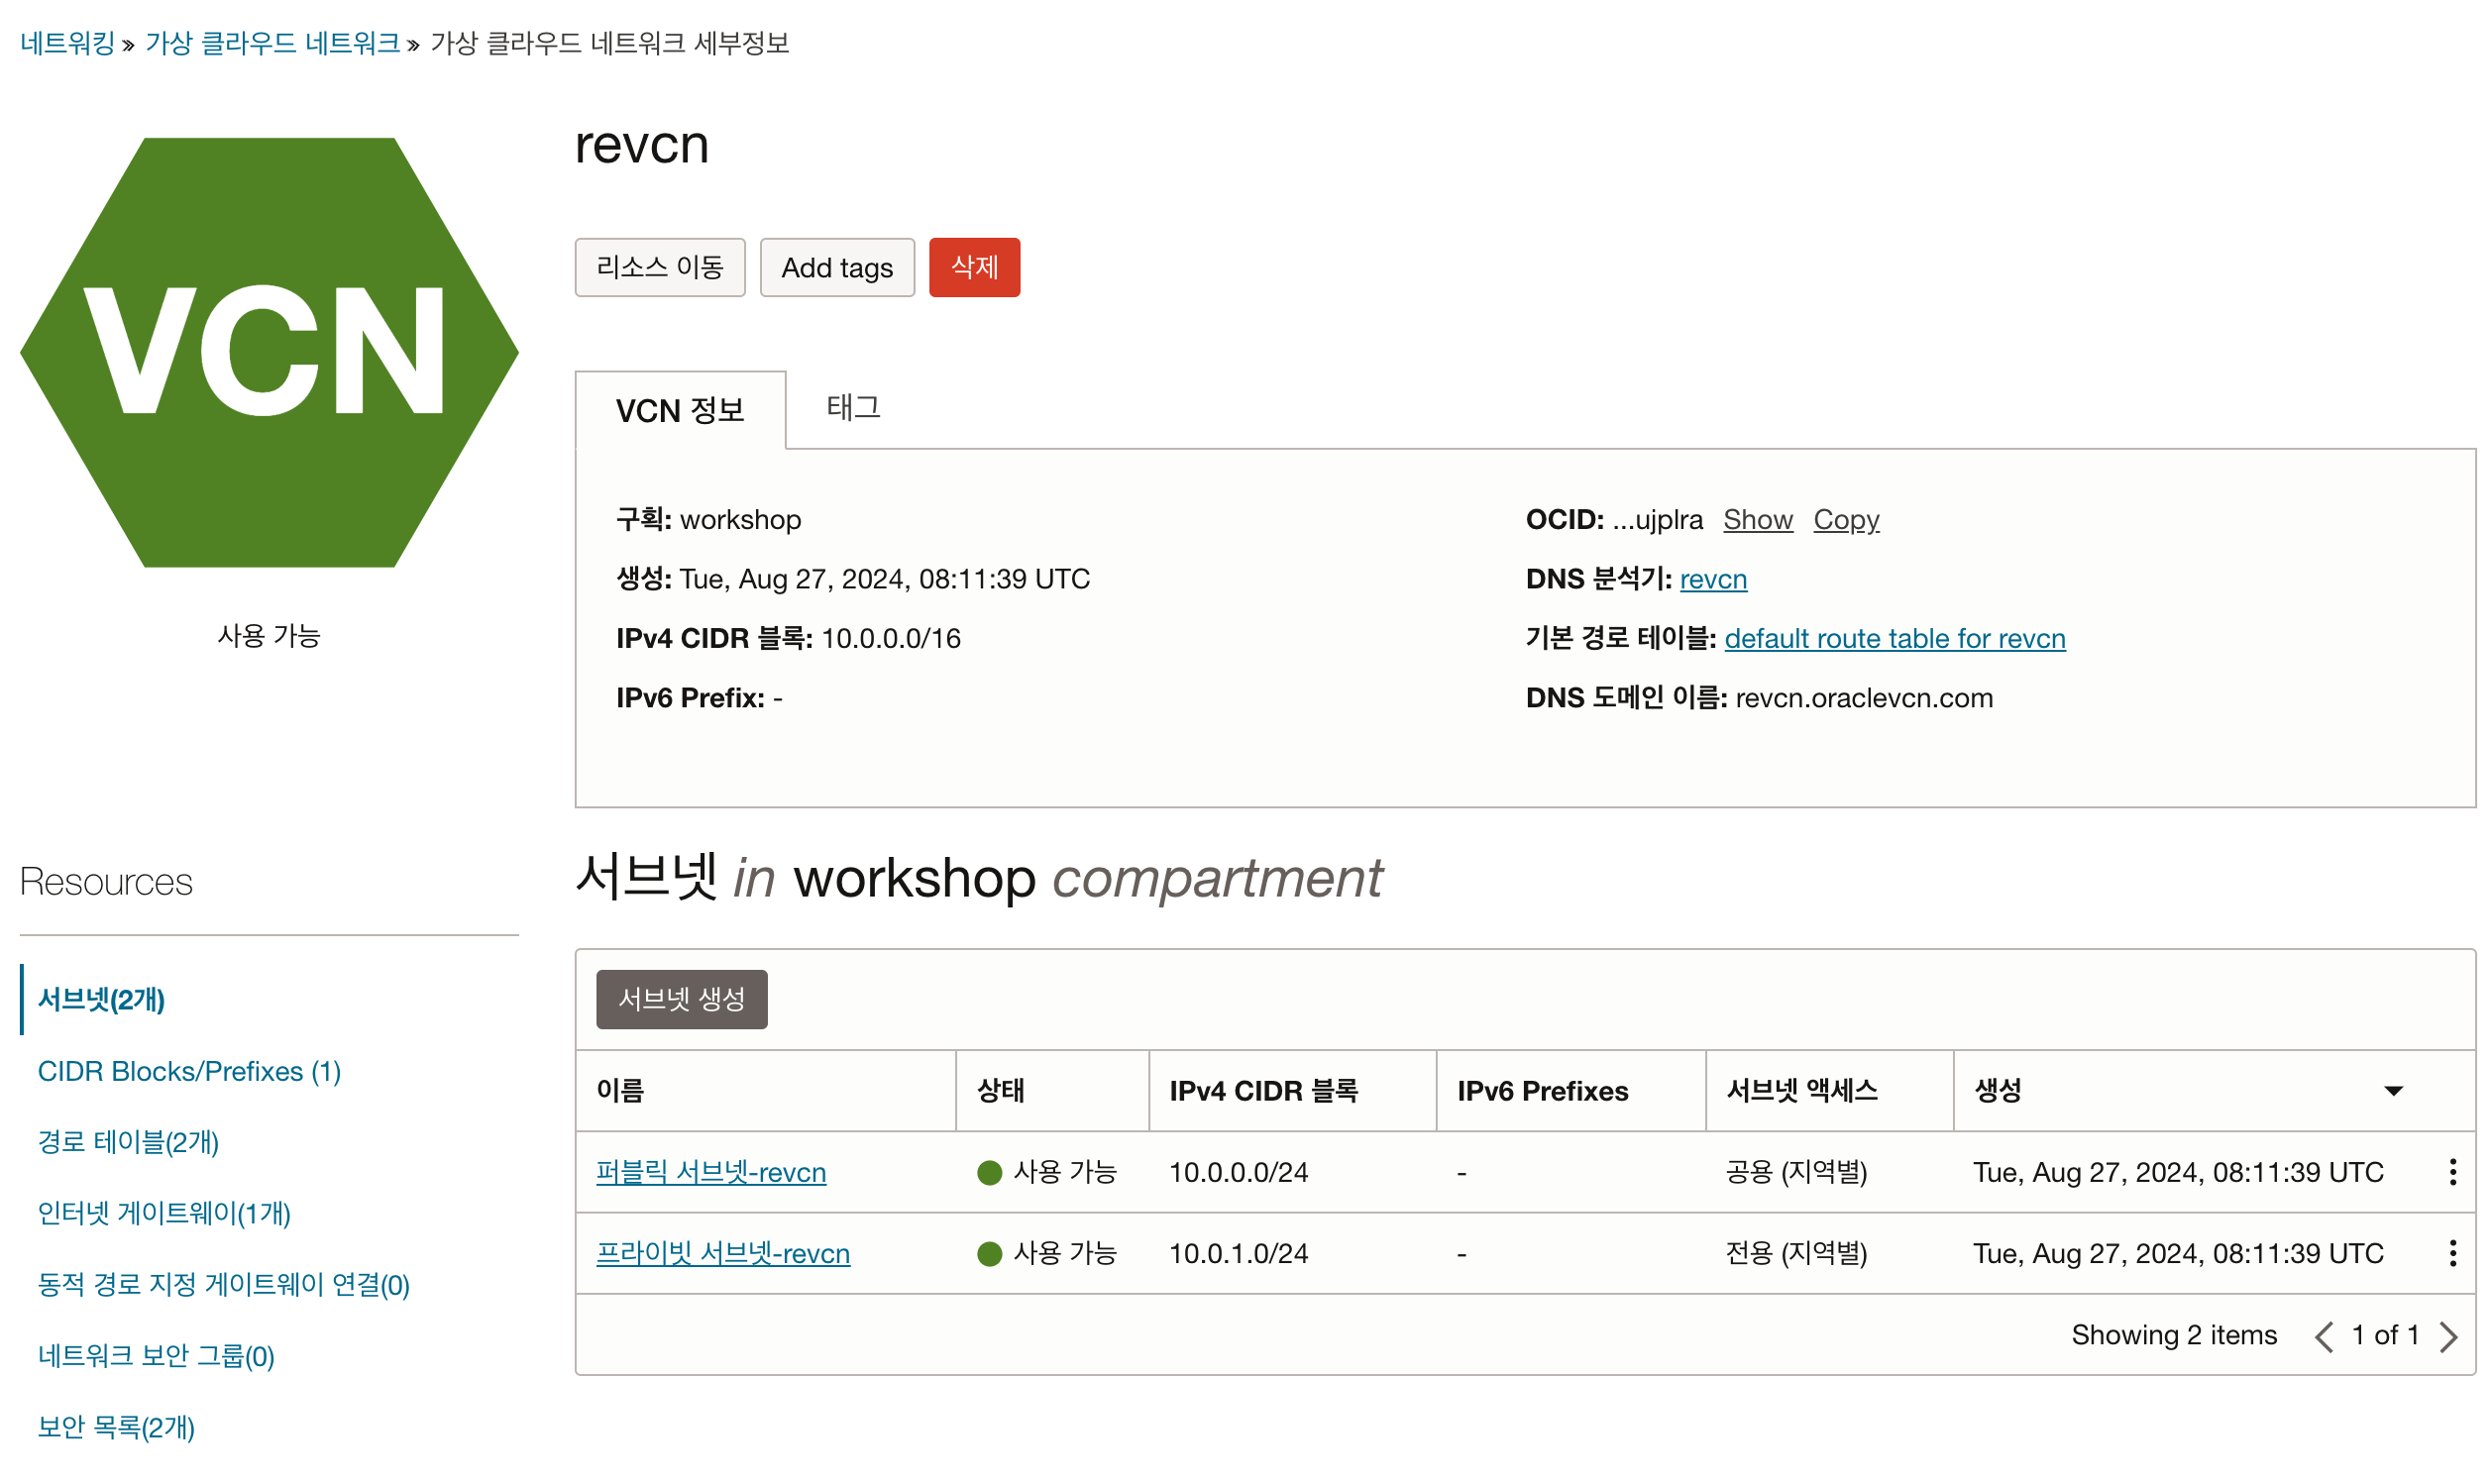 네트워킹 » 가상 클라우드 네트워크 » 가상 클라우드 네트워크 세부정보
VCN
사용 가능
revcn
리소스 이동 Add tags 삭제
VCN 정보 태그
구획: workshop
생성: Tue, Aug 27, 2024, 08:11:39 UTC
IPv4 CIDR 블록: 10.0.0.0/16
IPv6 Prefix: -
OCID: ...ujplra Show Copy
DNS 분석기: revcn
기본 경로 테이블: default route table for revcn
DNS 도메인 이름: revcn.oraclevcn.com
Resources
서브넷(2개)
CIDR Blocks/Prefixes (1)
경로 테이블(2개)
인터넷 게이트웨이(1개)
동적 경로 지정 게이트웨이 연결(0)
네트워크 보안 그룹(0)
보안 목록(2개)
서브넷 in workshop compartment
서브넷 생성
이름 상태 IPv4 CIDR 블록 IPv6 Prefixes 서브넷 액세스 생성
퍼블릭 서브넷-revcn 사용 가능 10.0.0.0/24 - 공용 (지역별) Tue, Aug 27, 2024, 08:11:39 UTC
프라이빗 서브넷-revcn 사용 가능 10.0.1.0/24 - 전용 (지역별) Tue, Aug 27, 2024, 08:11:39 UTC
Showing 2 items 1 of 1